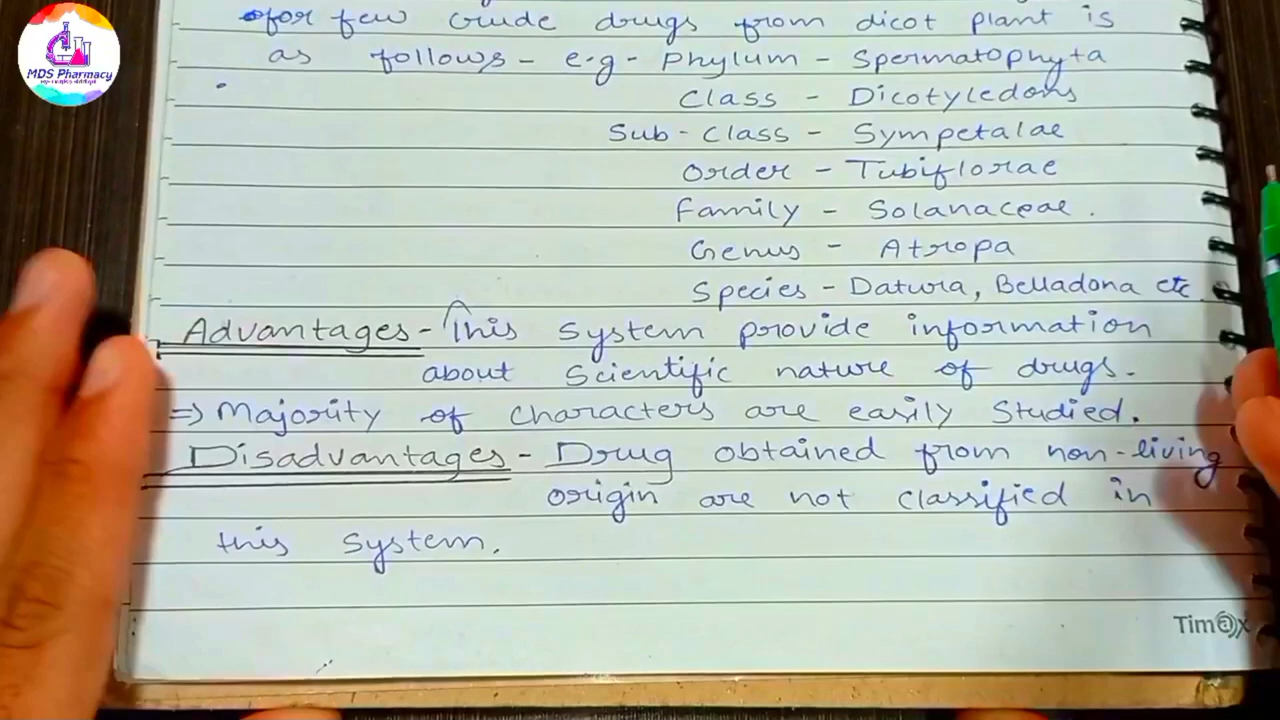 for few crude drugs from dicot plant is
as follows - e.g - Phylum - Spermatophyta
Class - Dicotyledons
Sub-Class - Sympetalae
Order - Tubiflorae
Family - Solanaceae.
Genus - Atropa
Species - Datura, Belladona etc
Advantages - This system provide information
about Scientific nature of drugs.
⇒ Majority of characters are easily Studied.
Disadvantages - Drug obtained from non-living
origin are not classified in
this system.
MDS Pharmacy
Timex